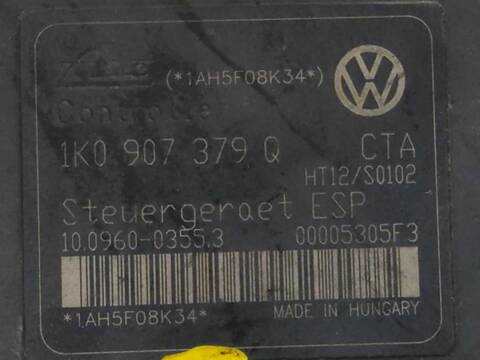 (*1AH5F08K34*)
1K0 907 379 Q CTA
HT12/S0102
Steuergeraet ESP
10.0960-0355.3 00005305F3
*1AH5F08K34*
MADE IN HUNGARY